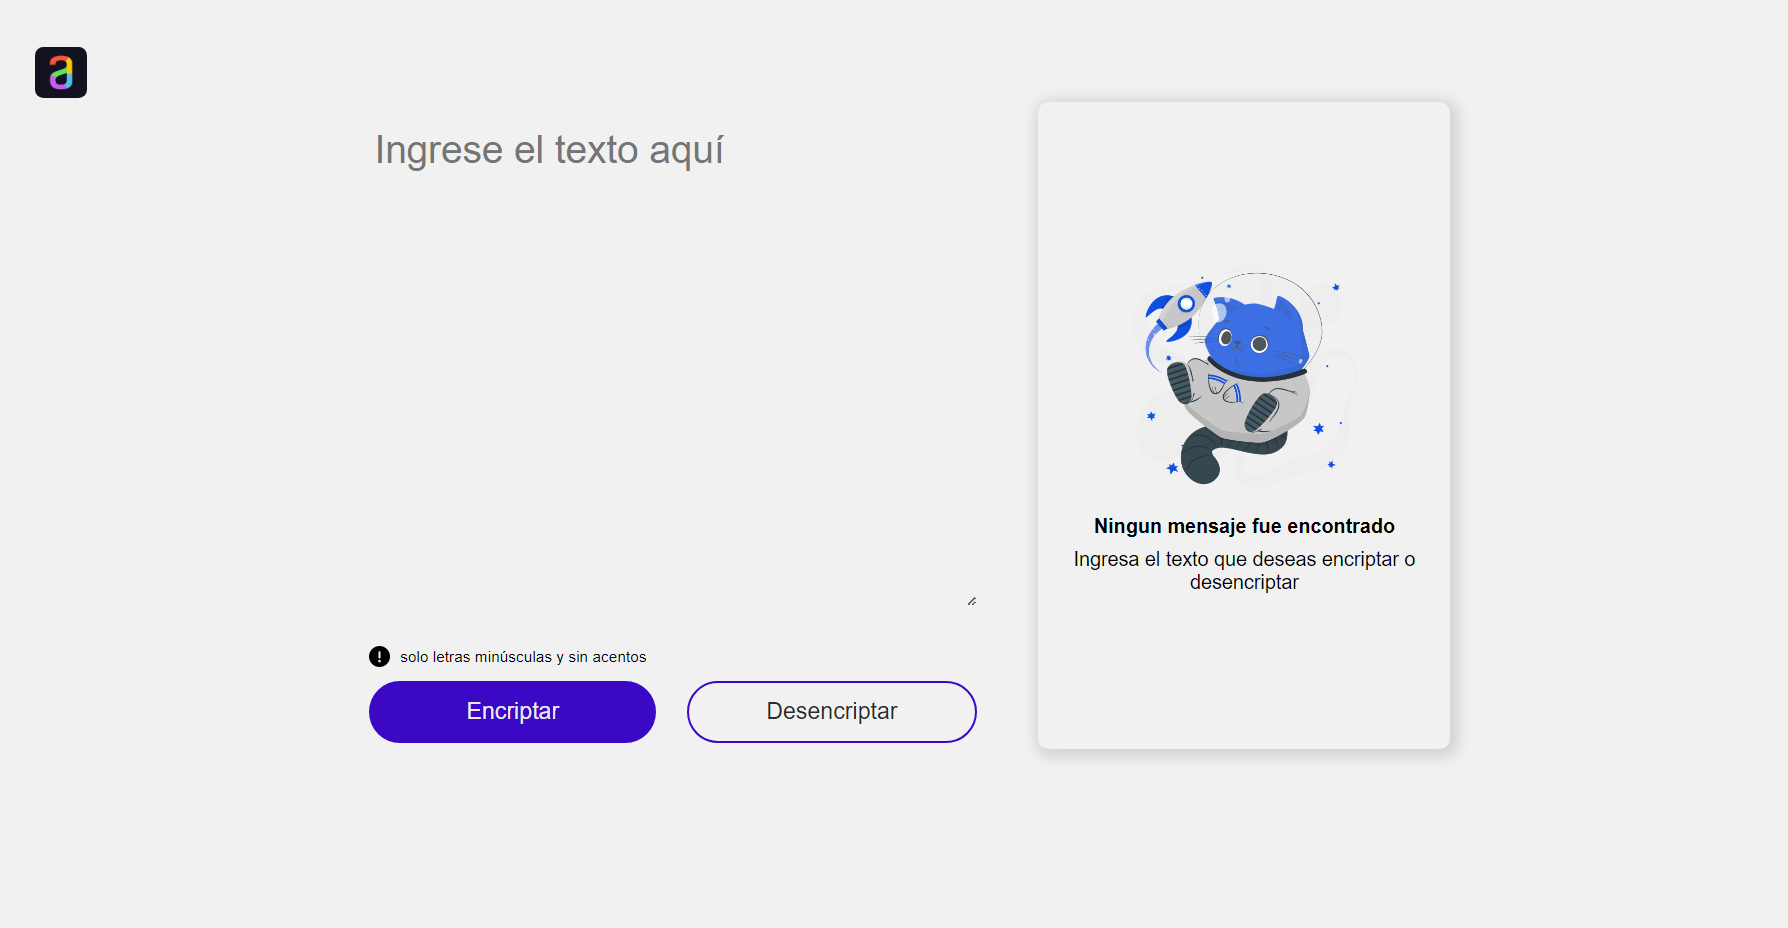 a
Ingrese el texto aquí
solo letras minúsculas y sin acentos
Encriptar
Desencriptar
Ningun mensaje fue encontrado
Ingresa el texto que deseas encriptar o
desencriptar